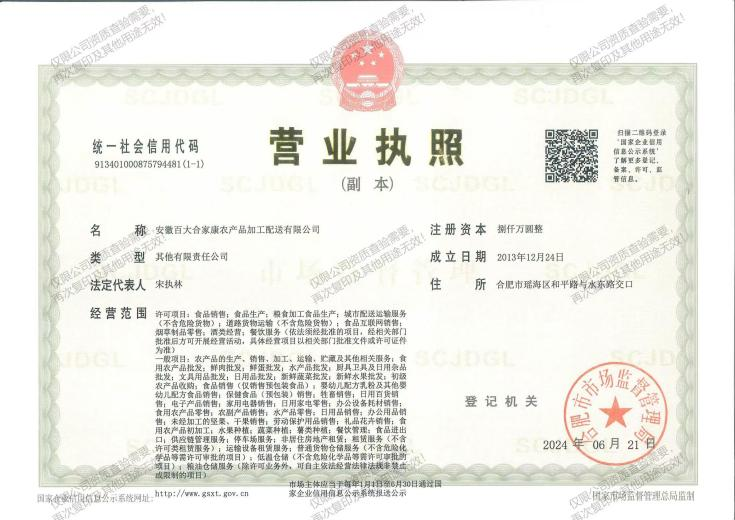 仅限公司资质查验需要,
再次复印及其他用途无效!
SCJDGL
统一社会信用代码
913401000875794481(1-1)
营业执照
(副 本)
扫描二维码登录
“国家企业信用
信息公示系统”
了解更多登记、
备案、许可、监
管信息。
名 称 安徽百大合家康农产品加工配送有限公司
类 型 其他有限责任公司
法定代表人 宋执林
经营范围 许可项目:食品销售;食品生产;粮食加工食品生产;城市配送运输服务
(不含危险货物);道路货物运输(不含危险货物);食品互联网销售;
烟草制品零售;酒类经营;餐饮服务(依法须经批准的项目,经相关部门
批准后方可开展经营活动,具体经营项目以相关部门批准文件或许可证件
为准)
一般项目:农产品的生产、销售、加工、运输、贮藏及其他相关服务;食
用农产品批发;鲜肉批发;鲜蛋批发;水产品批发;厨具卫具及日用杂品
批发;文具用品批发;日用品批发;新鲜蔬菜批发;新鲜水果批发;初级
农产品收购;食品销售(仅销售预包装食品);婴幼儿配方乳粉及其他婴
幼儿配方食品销售;保健食品(预包装)销售;牲畜销售;日用百货销
售;电子产品销售;家用电器销售;日用家电零售;办公设备耗材销售;
食用农产品零售;农副产品销售;水产品零售;日用品销售;办公用品销
售;未经加工的坚果、干果销售;劳动保护用品销售;礼品花卉销售;食
用农产品初加工;水果种植;蔬菜种植;薯类种植;餐饮管理;食品进出
口;供应链管理服务;停车场服务;非居住房地产租赁;租赁服务(不含
许可类租赁服务);运输设备租赁服务;普通货物仓储服务(不含危险化
学品等需许可审批的项目);低温仓储(不含危险化学品等需许可审批的
项目);粮油仓储服务(除许可业务外,可自主依法经营法律法规非禁止
或限制的项目)
注册资本 捌仟万圆整
成立日期 2013年12月24日
住 所 合肥市瑶海区和平路与水东路交口
登记机关
合肥市市场监督管理局
2024 年 06 月 21 日
国家企业信用信息公示系统网址:http://www.gsxt.gov.cn
市场主体应当于每年1月1日至6月30日通过国
家企业信用信息公示系统报送公示
国家市场监督管理总局监制